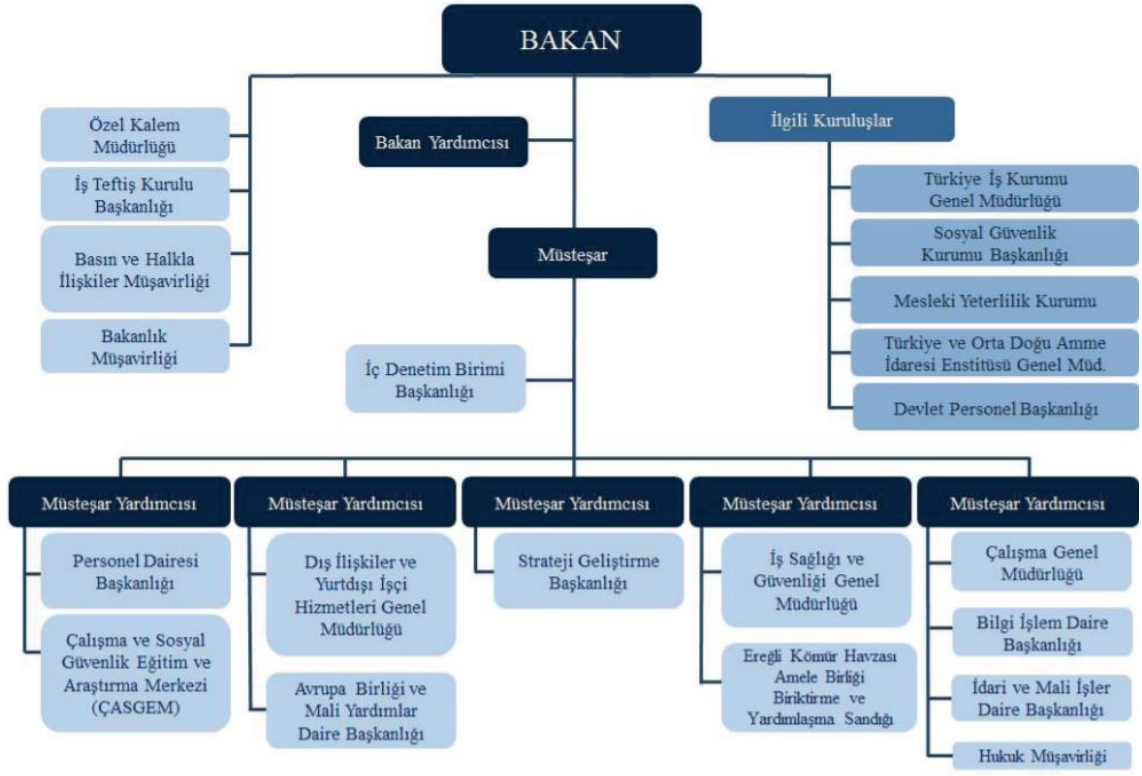 BAKAN
Özel Kalem
Müdürlüğü
İş Teftiş Kurulu
Başkanlığı
Basın ve Halkla
İlişkiler Müşavirliği
Bakanlık
Müşavirliği
Bakan Yardımcısı
Müsteşar
İç Denetim Birimi
Başkanlığı
İlgili Kuruluşlar
Türkiye İş Kurumu
Genel Müdürlüğü
Sosyal Güvenlik
Kurumu Başkanlığı
Mesleki Yeterlilik Kurumu
Türkiye ve Orta Doğu Amme
İdaresi Enstitüsü Genel Müd.
Devlet Personel Başkanlığı
Müsteşar Yardımcısı
Personel Dairesi
Başkanlığı
Çalışma ve Sosyal
Güvenlik Eğitim ve
Araştırma Merkezi
(ÇASGEM)
Müsteşar Yardımcısı
Dış İlişkiler ve
Yurtdışı İşçi
Hizmetleri Genel
Müdürlüğü
Avrupa Birliği ve
Mali Yardımlar
Daire Başkanlığı
Müsteşar Yardımcısı
Strateji Geliştirme
Başkanlığı
Müsteşar Yardımcısı
İş Sağlığı ve
Güvenliği Genel
Müdürlüğü
Ereğli Kömür Havzası
Amele Birliği
Biriktirme ve
Yardımlaşma Sandığı
Müsteşar Yardımcısı
Çalışma Genel
Müdürlüğü
Bilgi İşlem Daire
Başkanlığı
İdari ve Mali İşler
Daire Başkanlığı
Hukuk Müşavirliği